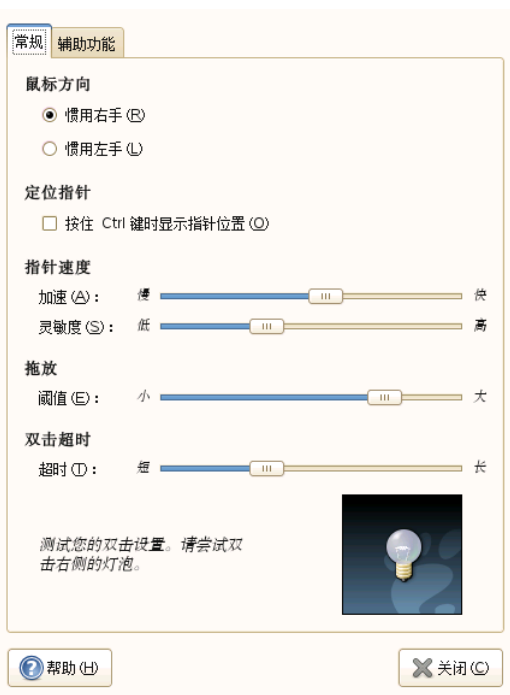 常规 辅助功能
鼠标方向
惯用右手(R)
惯用左手(L)
定位指针
按住 Ctrl 键时显示指针位置(O)
指针速度
加速(A): 慢 快
灵敏度(S): 低 高
拖放
阈值(E): 小 大
双击超时
超时(T): 短 长
测试您的双击设置。请尝试双
击右侧的灯泡。
帮助(H) 关闭(C)